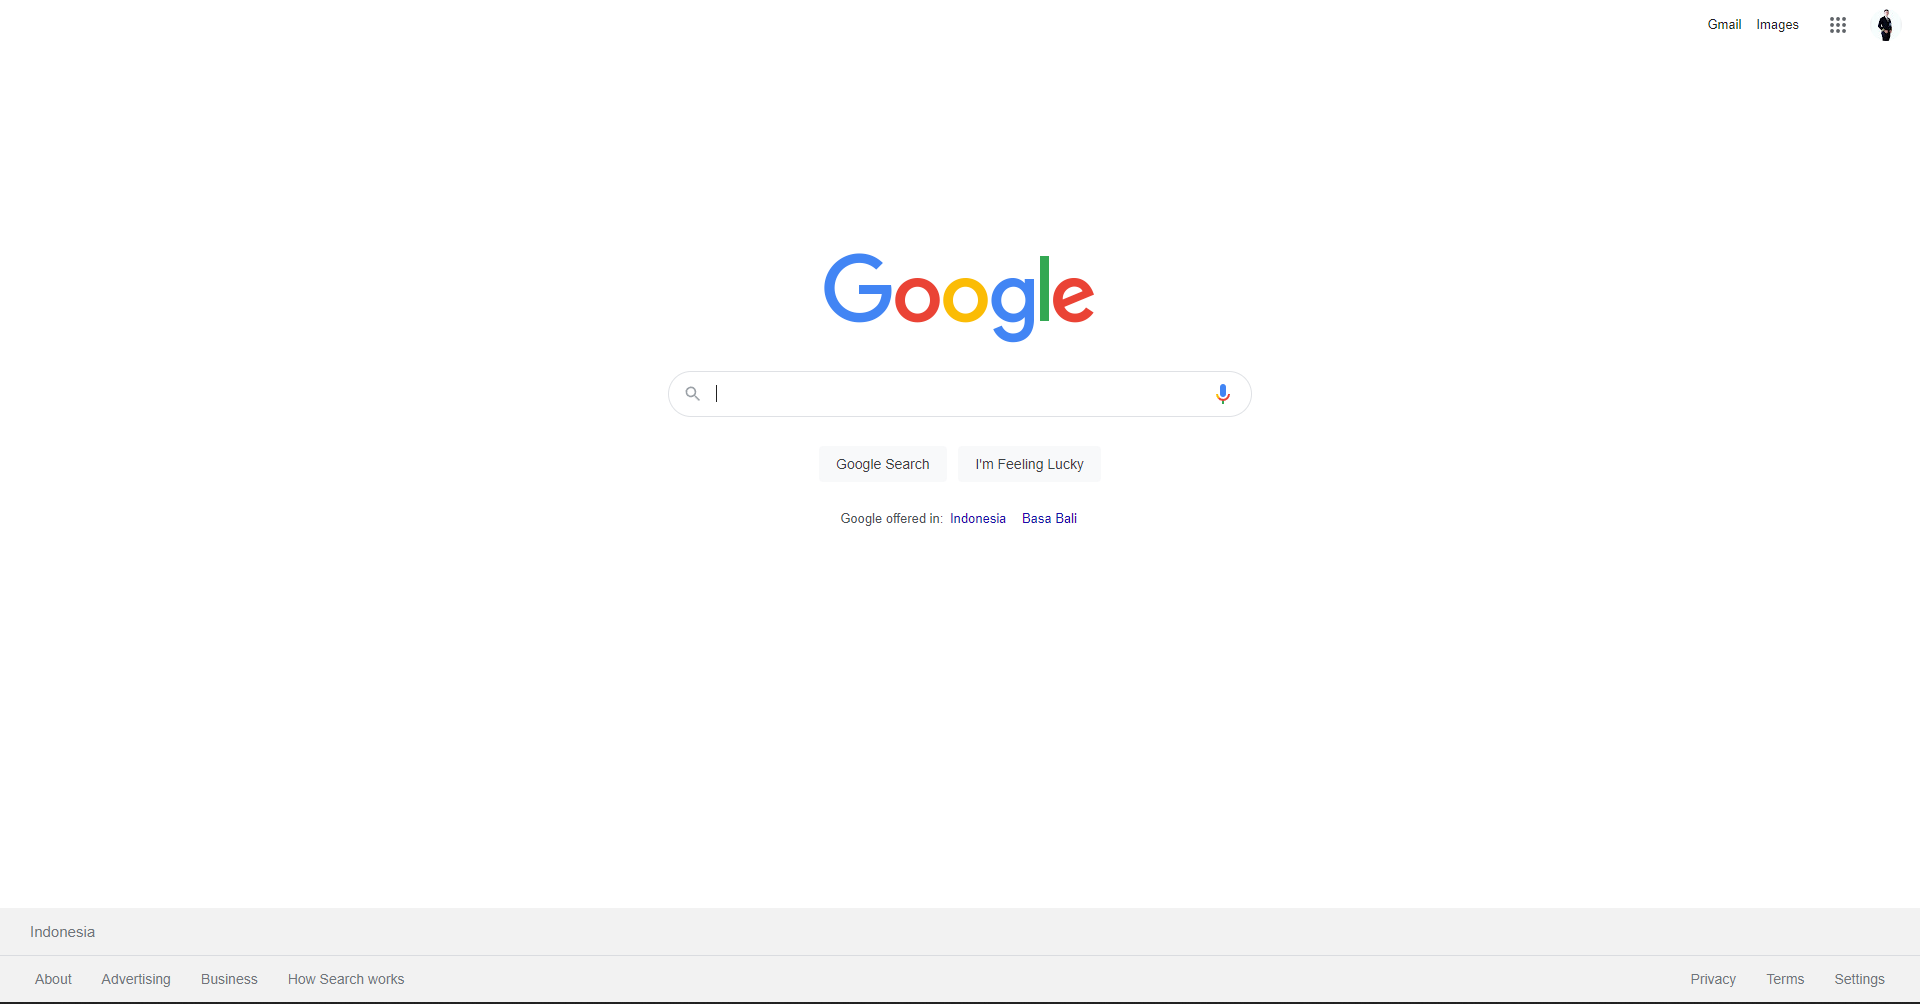 Gmail Images
Google
Google Search I'm Feeling Lucky
Google offered in: Indonesia Basa Bali
Indonesia
About Advertising Business How Search works Privacy Terms Settings